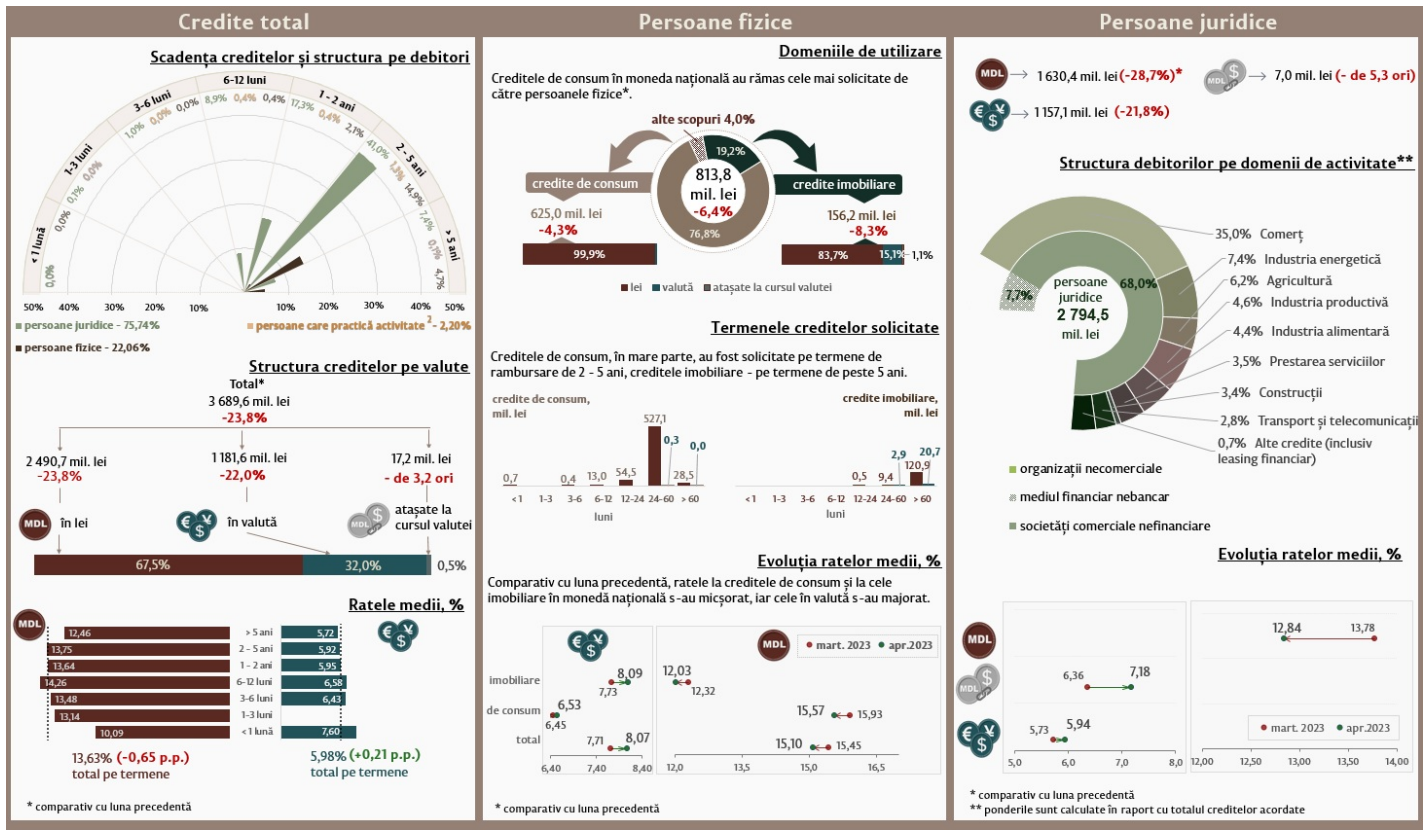 Credite total
Scadența creditelor și structura pe debitori
< 1 lună
1-3 luni
3-6 luni
6-12 luni
1 - 2 ani
2 - 5 ani
> 5 ani
0,0%
0,0%
0,1%
0,0%
1,0%
0,0%
0,0%
8,9%
0,4%
0,4%
17,3%
0,4%
2,1%
41,0%
1,3%
14,9%
7,4%
0,1%
4,7%
50% 40% 30% 20% 10% 10% 20% 30% 40% 50%
persoane juridice - 75,74%
persoane care practică activitate 2 - 2,20%
persoane fizice - 22,06%
Structura creditelor pe valute
Total*
3 689,6 mil. lei
-23,8%
2 490,7 mil. lei
-23,8%
1 181,6 mil. lei
-22,0%
17,2 mil. lei
- de 3,2 ori
MDL în lei
€ ¥ $ în valută
MDL $ atașate la
cursul valutei
67,5% 32,0% 0,5%
Ratele medii, %
MDL
€ ¥ $
12,46 > 5 ani 5,72
13,75 2 - 5 ani 5,92
13,64 1 - 2 ani 5,95
14,26 6-12 luni 6,58
13,48 3-6 luni 6,43
13,14 1-3 luni
10,09 < 1 lună 7,60
13,63% (-0,65 p.p.)
total pe termene
5,98% (+0,21 p.p.)
total pe termene
* comparativ cu luna precedentă
Persoane fizice
Domeniile de utilizare
Creditele de consum în moneda națională au rămas cele mai solicitate de
către persoanele fizice*.
alte scopuri 4,0%
19,2%
813,8
mil. lei
-6,4%
76,8%
credite de consum
625,0 mil. lei
-4,3%
99,9%
credite imobiliare
156,2 mil. lei
-8,3%
83,7% 15,1% 1,1%
lei valută atașate la cursul valutei
Termenele creditelor solicitate
Creditele de consum, în mare parte, au fost solicitate pe termene de
rambursare de 2 - 5 ani, creditele imobiliare - pe termene de peste 5 ani.
credite de consum,
mil. lei
527,1
0,3
0,0
0,7 0,4 13,0 54,5 28,5
< 1 1-3 3-6 6-12 12-24 24-60 > 60
luni
credite imobiliare,
mil. lei
2,9 20,7
0,5 9,4 120,9
< 1 1-3 3-6 6-12 12-24 24-60 > 60
luni
Evoluția ratelor medii, %
Comparativ cu luna precedentă, ratele la creditele de consum și la cele
imobiliare în monedă națională s-au micșorat, iar cele în valută s-au majorat.
€ ¥ $
MDL
mart. 2023 apr.2023
imobiliare 7,73 8,09 12,03 12,32
de consum 6,45 6,53 15,57 15,93
total 7,71 8,07 15,10 15,45
6,40 7,40 8,40 12,0 13,5 15,0 16,5
* comparativ cu luna precedentă
Persoane juridice
MDL 1 630,4 mil. lei (-28,7%)*
MDL $ 7,0 mil. lei (- de 5,3 ori)
€ ¥ $ 1 157,1 mil. lei (-21,8%)
Structura debitorilor pe domenii de activitate**
7,7%
persoane
juridice
2 794,5
mil. lei
68,0%
35,0% Comerț
7,4% Industria energetică
6,2% Agricultură
4,6% Industria productivă
4,4% Industria alimentară
3,5% Prestarea serviciilor
3,4% Construcții
2,8% Transport și telecomunicații
0,7% Alte credite (inclusiv
leasing financiar)
organizații necomerciale
mediul financiar nebancar
societăți comerciale nefinanciare
Evoluția ratelor medii, %
MDL 12,84 13,78
MDL $ 6,36 7,18
€ ¥ $ 5,73 5,94
mart. 2023 apr.2023
5,0 6,0 7,0 8,0 12,00 12,50 13,00 13,50 14,00
* comparativ cu luna precedentă
** ponderile sunt calculate în raport cu totalul creditelor acordate